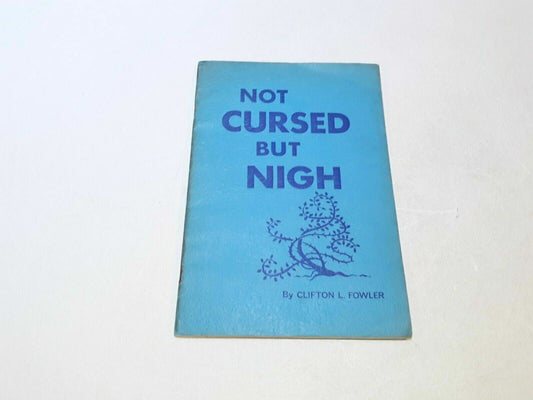 NOT
CURSED
BUT
NIGH
By CLIFTON L. FOWLER